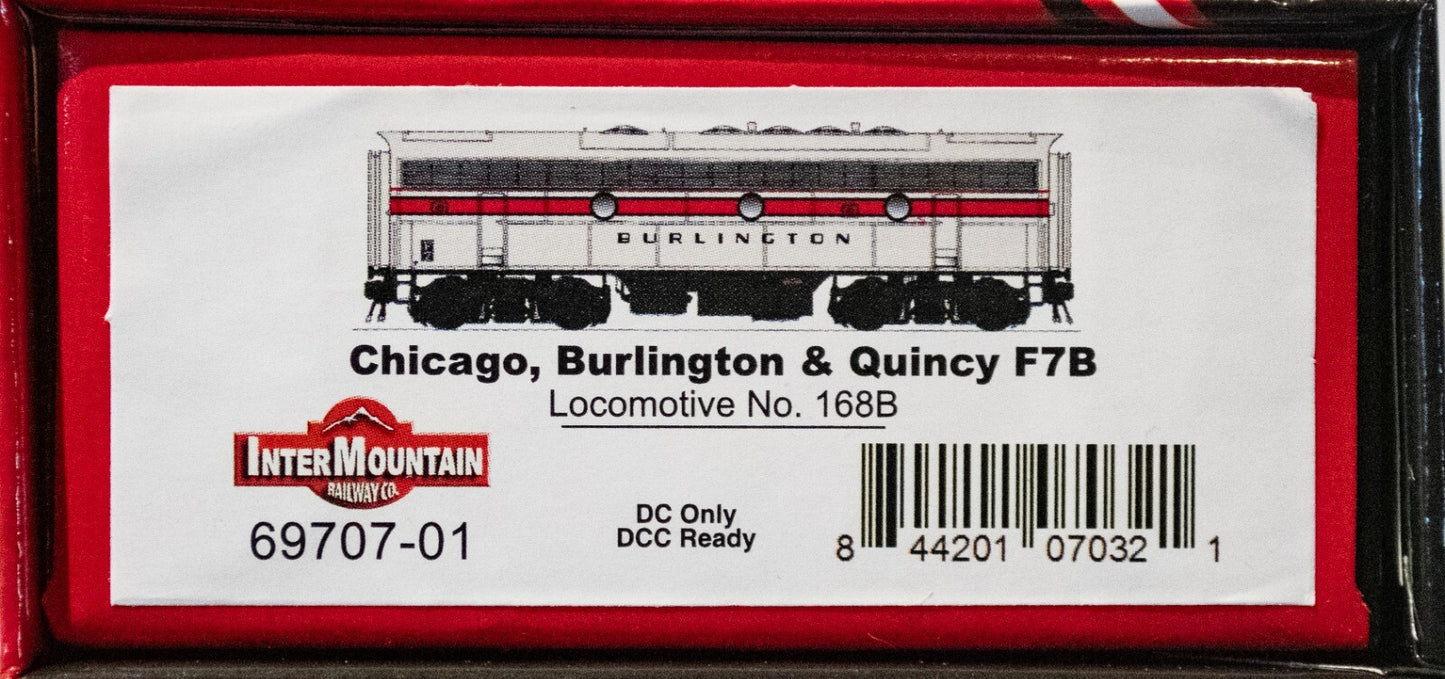 BURLINGTON
Chicago, Burlington & Quincy F7B
Locomotive No. 168B
INTERMOUNTAIN
RAILWAY CO.
69707-01
DC Only
DCC Ready
8 44201 07032 1